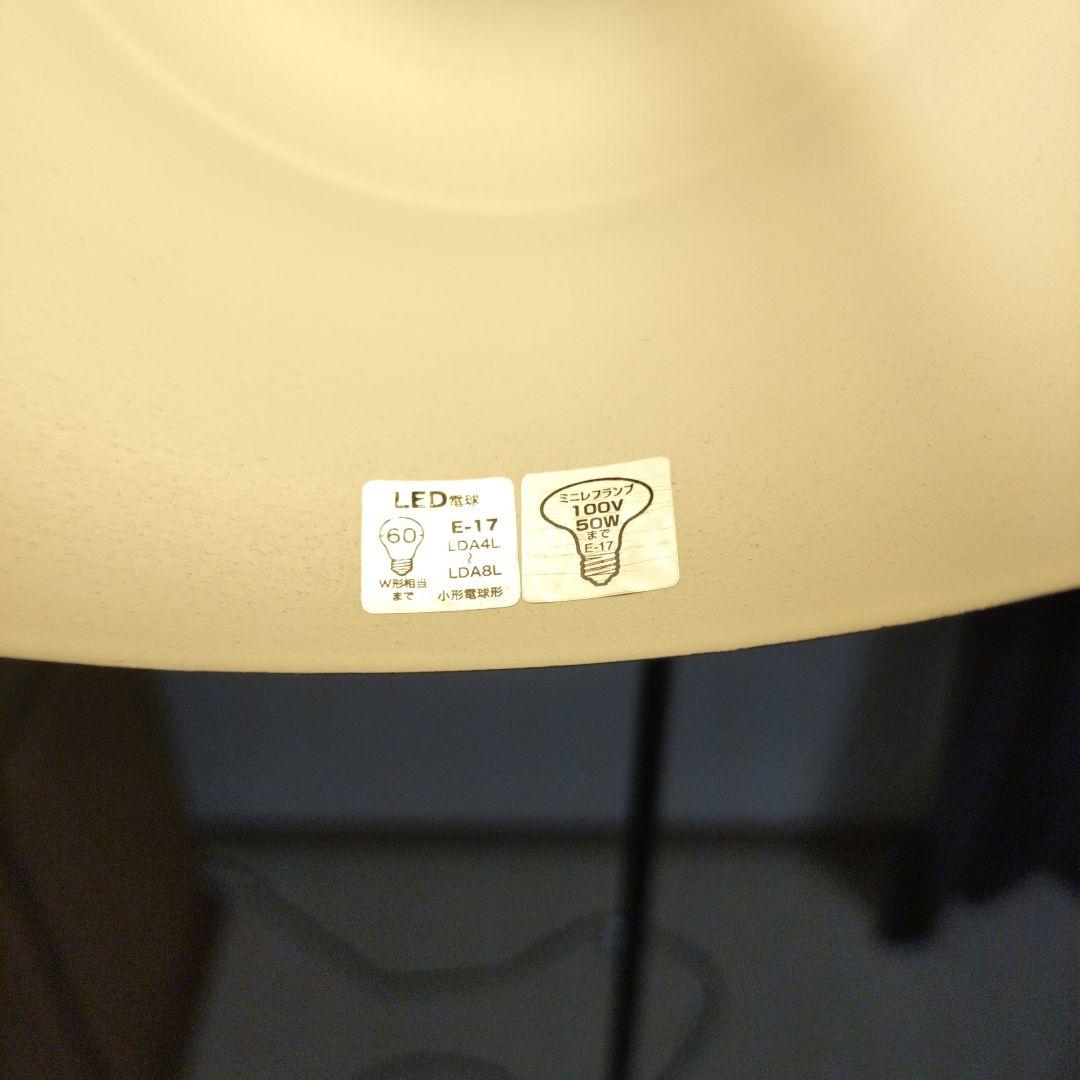 LED電球
60
W形相当
まで
E-17
LDA4L
〜
LDA8L
小形電球形
ミニレフランプ
100V
50W
まで
E-17